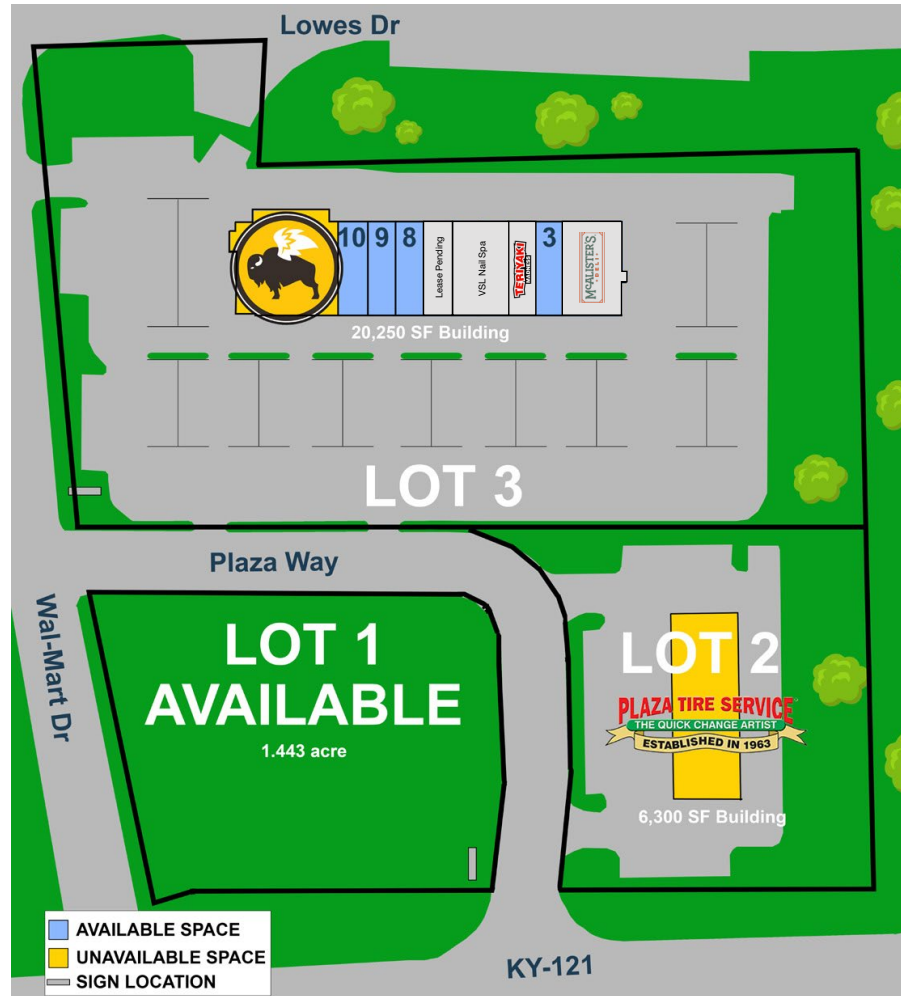 Lowes Dr
10
9
8
Lease Pending
VSL Nail Spa
TERIYAKI
MADNESS
3
McALISTER'S
DELI
20,250 SF Building
LOT 3
Plaza Way
Wal-Mart Dr
LOT 1
AVAILABLE
1.443 acre
LOT 2
PLAZA TIRE SERVICE
THE QUICK CHANGE ARTIST
ESTABLISHED IN 1963
6,300 SF Building
KY-121
AVAILABLE SPACE
UNAVAILABLE SPACE
SIGN LOCATION